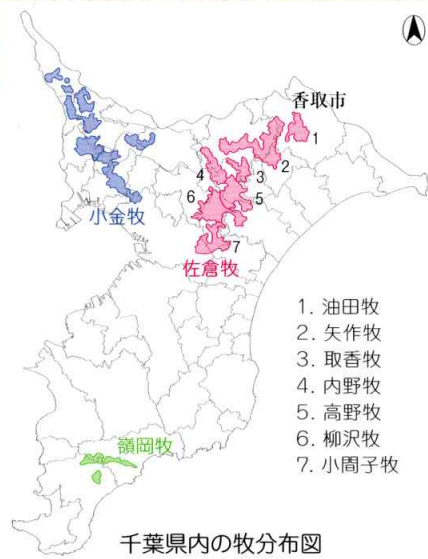 香取市
1
2
3
4
5
6
7
小金牧
佐倉牧
嶺岡牧
1. 油田牧
2. 矢作牧
3. 取香牧
4. 内野牧
5. 高野牧
6. 柳沢牧
7. 小間子牧
千葉県内の牧分布図